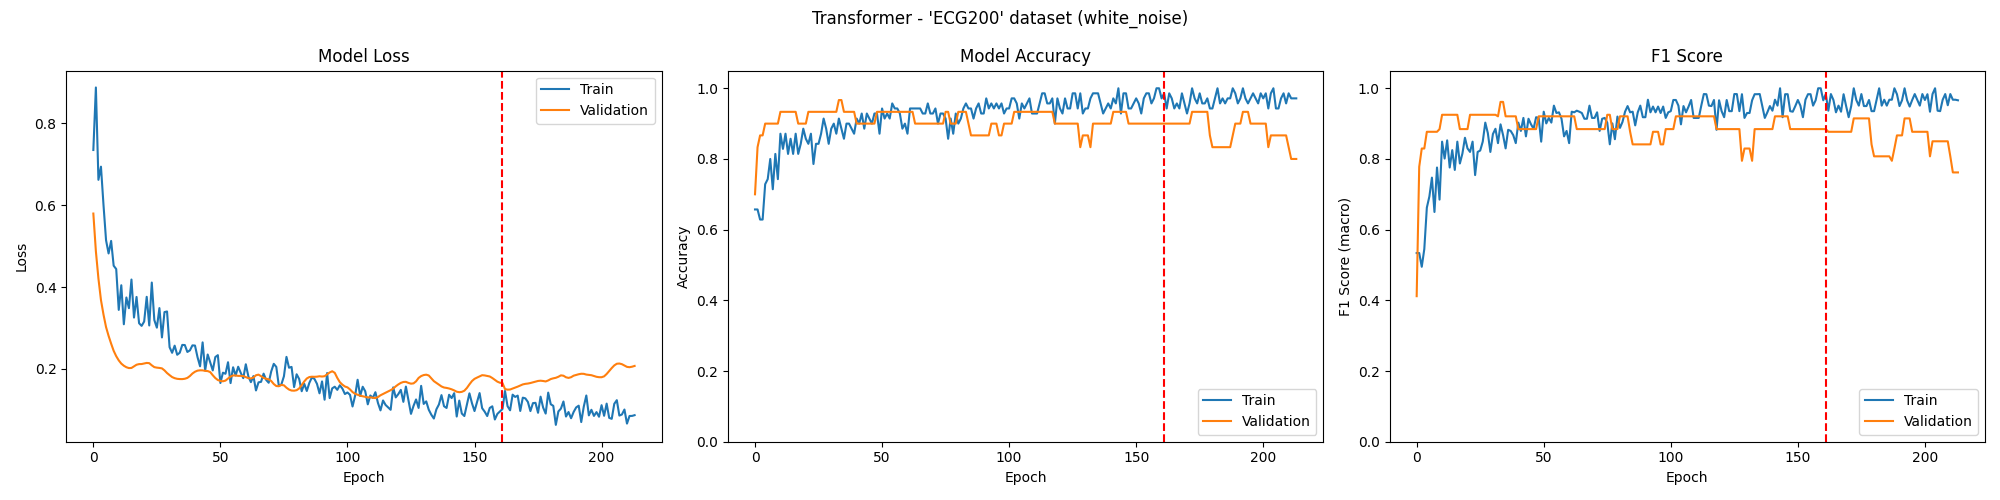 Transformer - 'ECG200' dataset (white_noise)
Model Loss
Loss
0.8
0.6
0.4
0.2
0
50
100
150
200
Epoch
Train
Validation
Model Accuracy
Accuracy
1.0
0.8
0.6
0.4
0.2
0.0
0
50
100
150
200
Epoch
Train
Validation
F1 Score
F1 Score (macro)
1.0
0.8
0.6
0.4
0.2
0.0
0
50
100
150
200
Epoch
Train
Validation